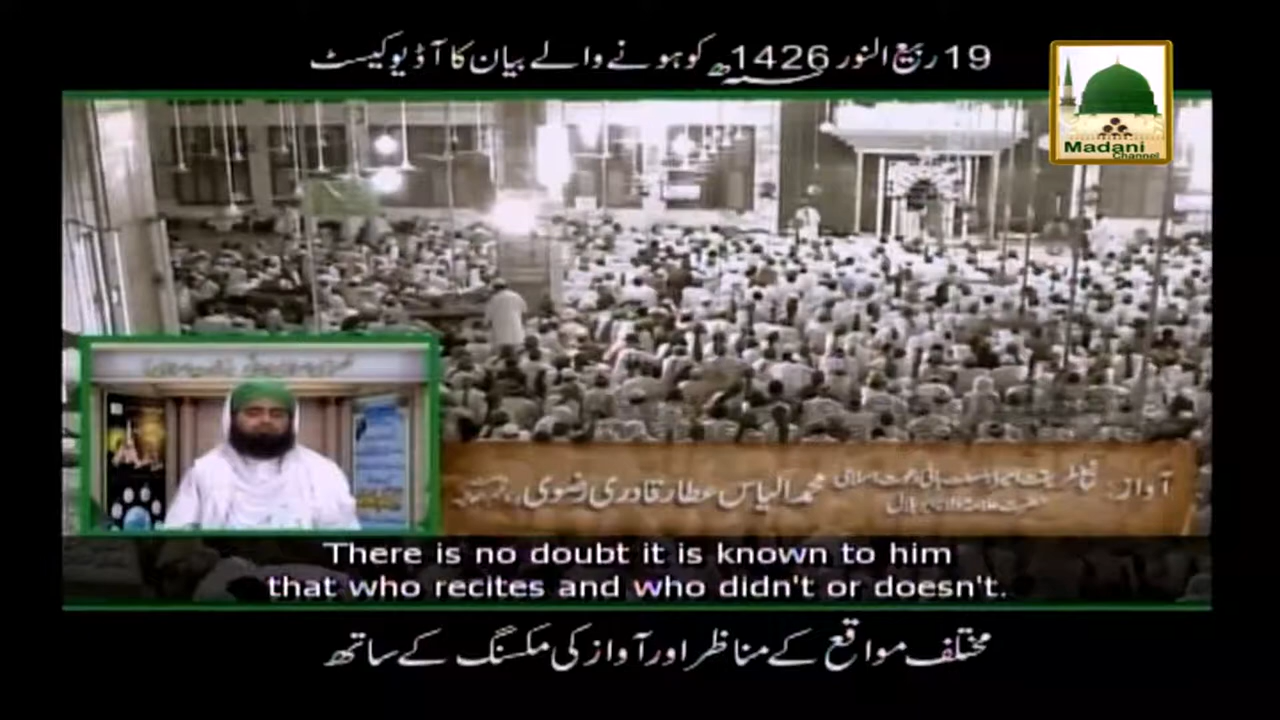 19 ربیع النور 1426ھ کو ہونے والے بیان کا آڈیو کیسٹ
Madani
Channel
آواز:
محمد الیاس عطار قادری رضوی
There is no doubt it is known to him
that who recites and who didn't or doesn't.
مختلف مواقع کے مناظر اور آواز کی مکسنگ کے ساتھ